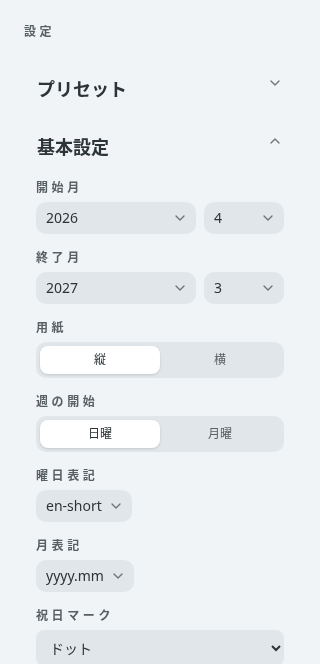 設定
プリセット
基本設定
開始月
2026 4
終了月
2027 3
用紙
縦 横
週の開始
日曜 月曜
曜日表記
en-short
月表記
yyyy.mm
祝日マーク
ドット